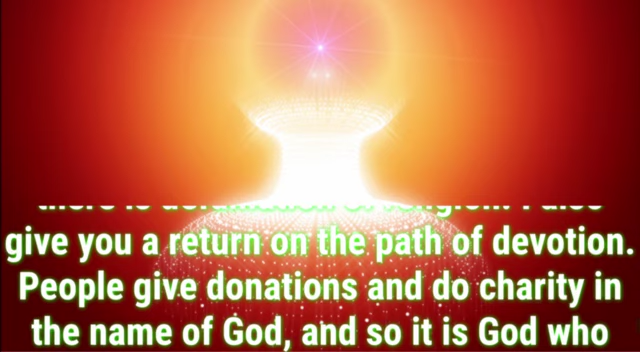 give you a return on the path of devotion.
People give donations and do charity in
the name of God, and so it is God who